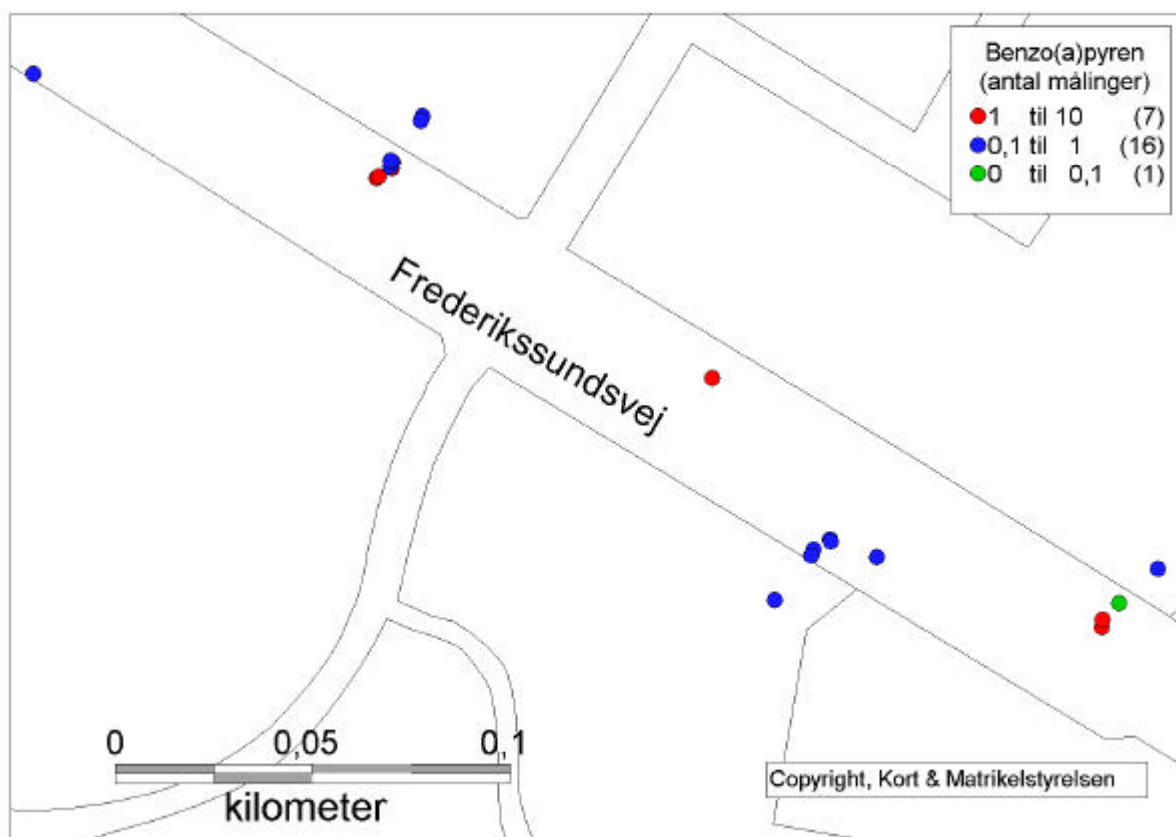 Benzo(a)pyren
(antal målinger)
1 til 10 (7)
0,1 til 1 (16)
0 til 0,1 (1)
Frederikssundsvej
0 0,05 0,1
kilometer
Copyright, Kort & Matrikelstyrelsen